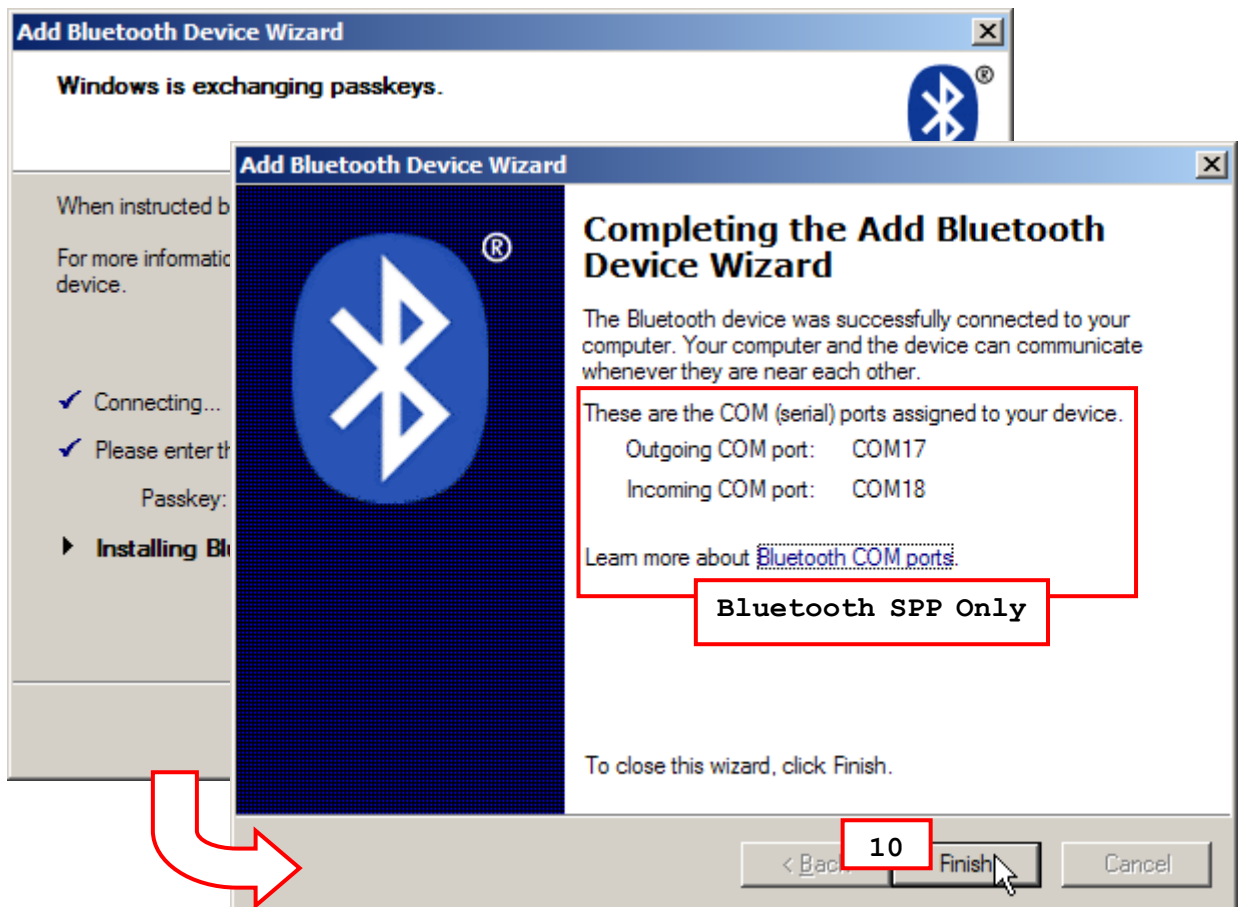 Add Bluetooth Device Wizard
Windows is exchanging passkeys.
®
When instructed b
For more informatio
device.
Connecting...
Please enter th
Passkey:
Installing Blu
Add Bluetooth Device Wizard
®
Completing the Add Bluetooth
Device Wizard
The Bluetooth device was successfully connected to your
computer. Your computer and the device can communicate
whenever they are near each other.
These are the COM (serial) ports assigned to your device.
Outgoing COM port: COM17
Incoming COM port: COM18
Learn more about Bluetooth COM ports.
Bluetooth SPP Only
To close this wizard, click Finish.
< Bac 10 Finish Cancel